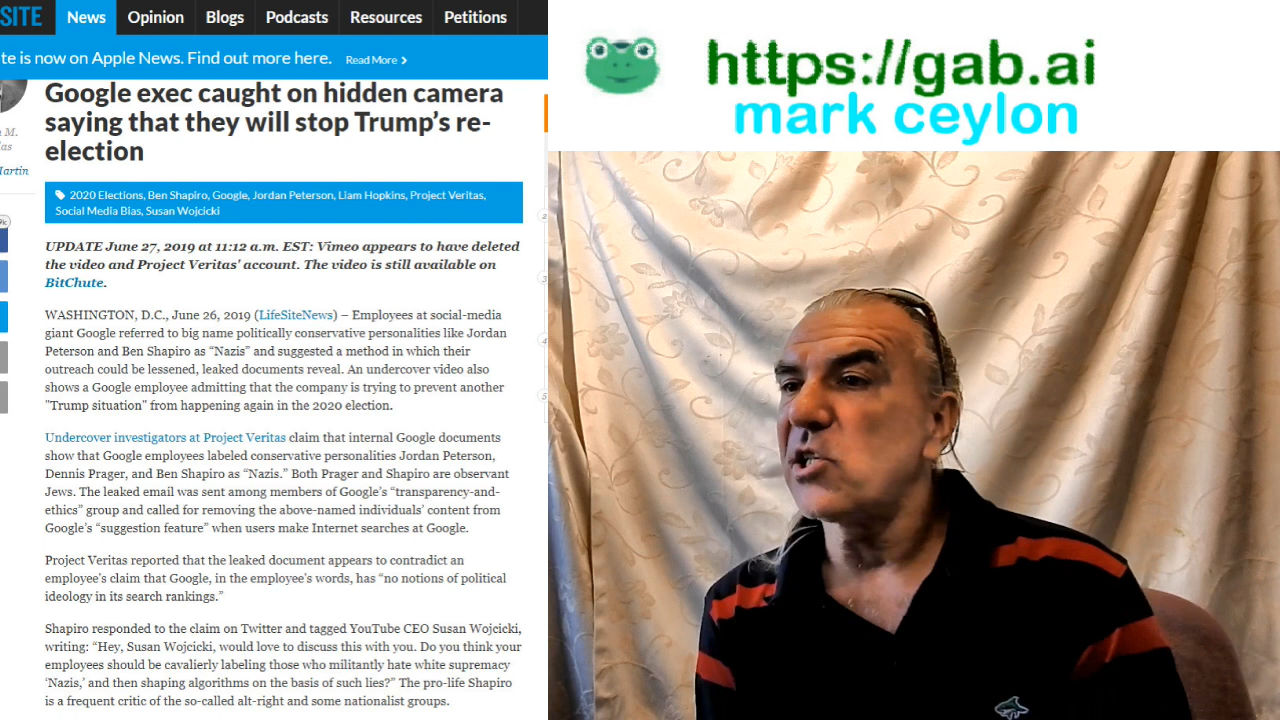 SITE
News
Opinion
Blogs
Podcasts
Resources
Petitions
te is now on Apple News. Find out more here. Read More
Google exec caught on hidden camera
saying that they will stop Trump’s re-
election
2020 Elections, Ben Shapiro, Google, Jordan Peterson, Liam Hopkins, Project Veritas,
Social Media Bias, Susan Wojcicki
UPDATE June 27, 2019 at 11:12 a.m. EST: Vimeo appears to have deleted
the video and Project Veritas' account. The video is still available on
BitChute.
WASHINGTON, D.C., June 26, 2019 (LifeSiteNews) – Employees at social-media
giant Google referred to big name politically conservative personalities like Jordan
Peterson and Ben Shapiro as “Nazis” and suggested a method in which their
outreach could be lessened, leaked documents reveal. An undercover video also
shows a Google employee admitting that the company is trying to prevent another
"Trump situation" from happening again in the 2020 election.
Undercover investigators at Project Veritas claim that internal Google documents
show that Google employees labeled conservative personalities Jordan Peterson,
Dennis Prager, and Ben Shapiro as “Nazis.” Both Prager and Shapiro are observant
Jews. The leaked email was sent among members of Google’s “transparency-and-
ethics” group and called for removing the above-named individuals’ content from
Google’s “suggestion feature” when users make Internet searches at Google.
Project Veritas reported that the leaked document appears to contradict an
employee’s claim that Google, in the employee’s words, has “no notions of political
ideology in its search rankings.”
Shapiro responded to the claim on Twitter and tagged YouTube CEO Susan Wojcicki,
writing: “Hey, Susan Wojcicki, would love to discuss this with you. Do you think your
employees should be cavalierly labeling those who militantly hate white supremacy
‘Nazis,’ and then shaping algorithms on the basis of such lies?” The pro-life Shapiro
is a frequent critic of the so-called alt-right and some nationalist groups.
M.
as
Martin
2
3
4
5
https://gab.ai
mark ceylon